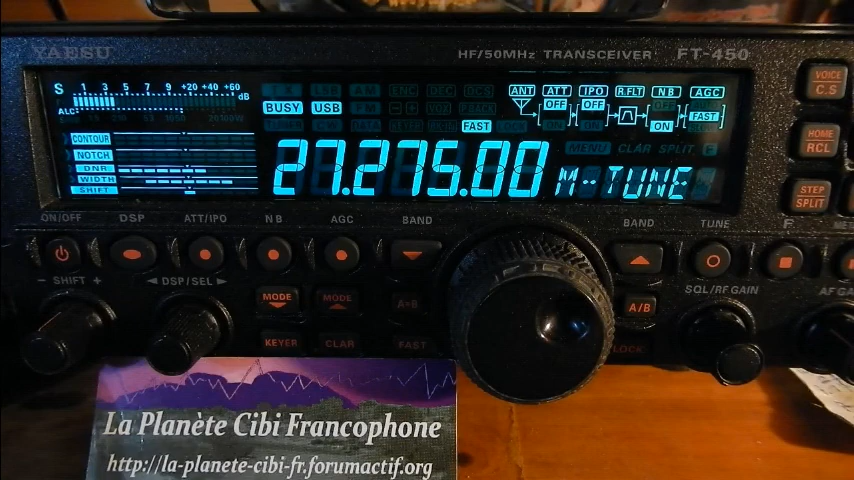 YAESU
HF/50MHz TRANSCEIVER FT-450
S 1 3 5 7 9 +20 +40 +60 dB
ALC
BUSY USB
FAST
ANT ATT IPO R.FLT NB AGC
OFF OFF FAST
ON
MENU CLAR SPLIT
CONTOUR
NOTCH
DNR
WIDTH
SHIFT
27.275.00 M-TUNE
VOICE
C.S
HOME
RCL
STEP
SPLIT
ON/OFF DSP ATT/IPO NB AGC BAND BAND TUNE F
- SHIFT + ◄ DSP/SEL ► MODE MODE A=B A/B SQL/RF GAIN AF GA
KEYER CLAR FAST LOCK
La Planète Cibi Francophone
http://la-planete-cibi-fr.forumactif.org